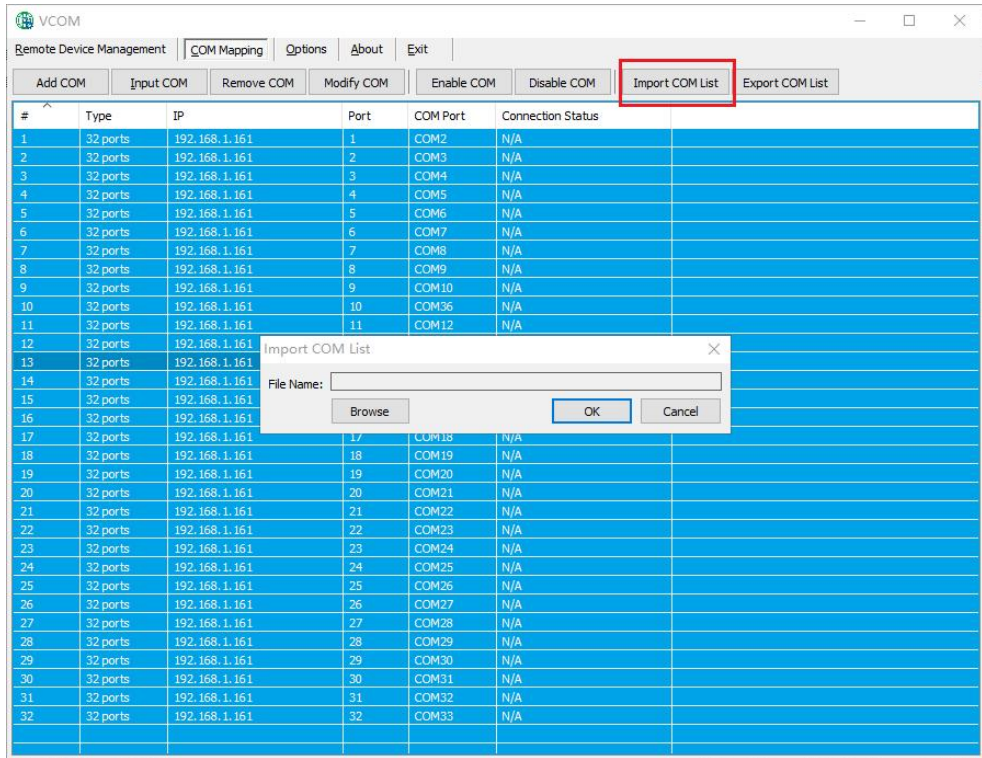 VCOM
Remote Device Management COM Mapping Options About Exit
Add COM Input COM Remove COM Modify COM Enable COM Disable COM Import COM List Export COM List
# Type IP Port COM Port Connection Status
1 32 ports 192.168.1.161 1 COM2 N/A
2 32 ports 192.168.1.161 2 COM3 N/A
3 32 ports 192.168.1.161 3 COM4 N/A
4 32 ports 192.168.1.161 4 COM5 N/A
5 32 ports 192.168.1.161 5 COM6 N/A
6 32 ports 192.168.1.161 6 COM7 N/A
7 32 ports 192.168.1.161 7 COM8 N/A
8 32 ports 192.168.1.161 8 COM9 N/A
9 32 ports 192.168.1.161 9 COM10 N/A
10 32 ports 192.168.1.161 10 COM36 N/A
11 32 ports 192.168.1.161 11 COM12 N/A
12 32 ports 192.168.1.161
13 32 ports 192.168.1.161
14 32 ports 192.168.1.161
15 32 ports 192.168.1.161
16 32 ports 192.168.1.161
Import COM List
File Name:
Browse OK Cancel
17 32 ports 192.168.1.161 17 COM18 N/A
18 32 ports 192.168.1.161 18 COM19 N/A
19 32 ports 192.168.1.161 19 COM20 N/A
20 32 ports 192.168.1.161 20 COM21 N/A
21 32 ports 192.168.1.161 21 COM22 N/A
22 32 ports 192.168.1.161 22 COM23 N/A
23 32 ports 192.168.1.161 23 COM24 N/A
24 32 ports 192.168.1.161 24 COM25 N/A
25 32 ports 192.168.1.161 25 COM26 N/A
26 32 ports 192.168.1.161 26 COM27 N/A
27 32 ports 192.168.1.161 27 COM28 N/A
28 32 ports 192.168.1.161 28 COM29 N/A
29 32 ports 192.168.1.161 29 COM30 N/A
30 32 ports 192.168.1.161 30 COM31 N/A
31 32 ports 192.168.1.161 31 COM32 N/A
32 32 ports 192.168.1.161 32 COM33 N/A